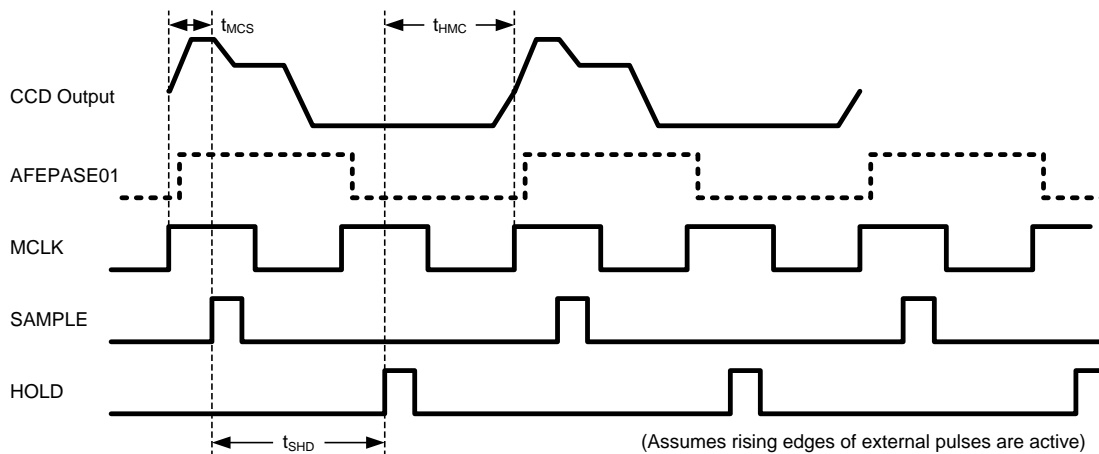 tMCS
tHMC
CCD Output
AFEPASE01
MCLK
SAMPLE
HOLD
tSHD
(Assumes rising edges of external pulses are active)